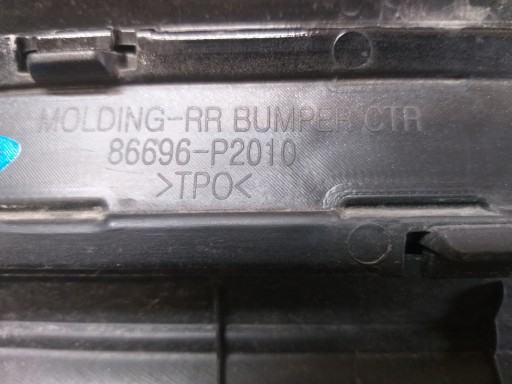 MOLDING-RR BUMPER CTR
86696-P2010
>TPO<